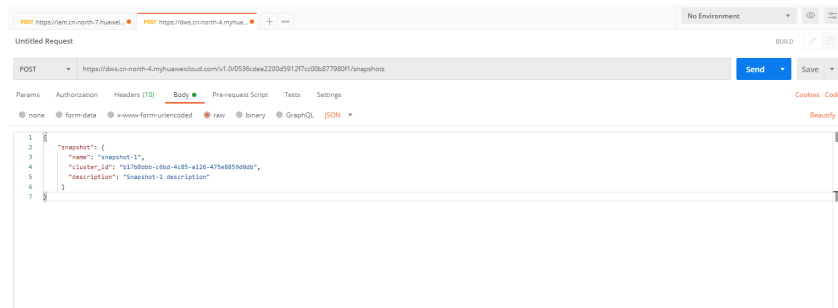 POST https://iam.cn-north-7.huawei...
POST https://dws.cn-north-4.myhua...
No Environment
Untitled Request
BUILD
POST
https://dws.cn-north-4.myhuaweicloud.com/v1.0/0536cdee2200d5912f7cc00b877980f1/snapshots
Send
Save
Params Authorization Headers (10) Body Pre-request Script Tests Settings
Cookies Code
none form-data x-www-form-urlencoded raw binary GraphQL JSON
Beautify
1 {
2 "snapshot": {
3 "name": "snapshot-1",
4 "cluster_id": "b17b8bbb-c6bd-4c85-a126-475e8859d8db",
5 "description": "Snapshot-1 description"
6 }
7 }